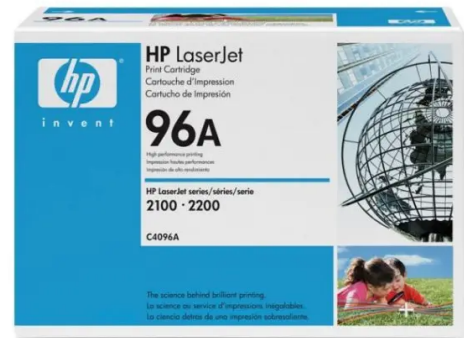 hp
invent
HP LaserJet
Print Cartridge
Cartouche d'Impression
Cartucho de Impresión
96A
High performance printing
Impression hautes performances
Impresión de alto rendimiento
HP LaserJet series/séries/serie
2100 · 2200
C4096A
The science behind brilliant printing.
La science au service d'impressions inégalables.
La ciencia detrás de una impresión sobresaliente.